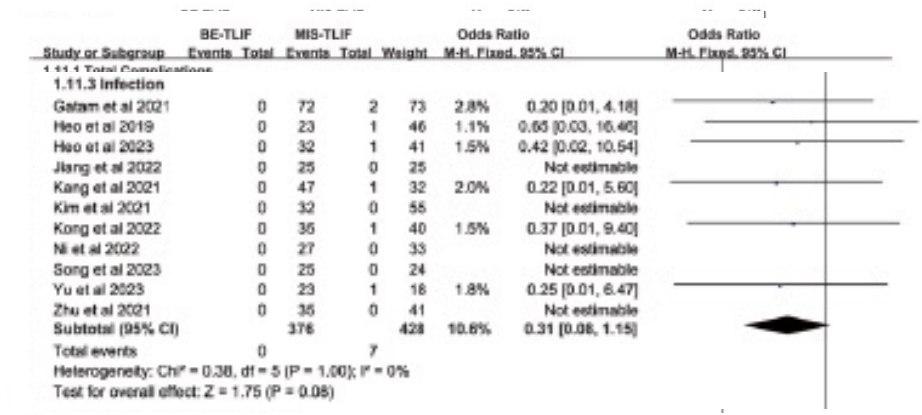 BE-TLIF MIS-TLIF Odds Ratio Odds Ratio
Study or Subgroup Events Total Events Total Weight M-H, Fixed, 95% CI M-H, Fixed, 95% CI
1.11.1 Total Complications
1.11.3 Infection
Gatam et al 2021 0 72 2 73 2.8% 0.20 [0.01, 4.18]
Heo et al 2019 0 23 1 46 1.1% 0.65 [0.03, 16.46]
Heo et al 2023 0 32 1 41 1.5% 0.42 [0.02, 10.54]
Jiang et al 2022 0 25 0 25 Not estimable
Kang et al 2021 0 47 1 32 2.0% 0.22 [0.01, 5.60]
Kim et al 2021 0 32 0 55 Not estimable
Kong et al 2022 0 35 1 40 1.5% 0.37 [0.01, 9.40]
Ni et al 2022 0 27 0 33 Not estimable
Song et al 2023 0 25 0 24 Not estimable
Yu et al 2023 0 23 1 18 1.8% 0.25 [0.01, 6.47]
Zhu et al 2021 0 35 0 41 Not estimable
Subtotal (95% CI) 376 428 10.6% 0.31 [0.08, 1.15]
Total events 0 7
Heterogeneity: Chi² = 0.38, df = 5 (P = 1.00); I² = 0%
Test for overall effect: Z = 1.75 (P = 0.08)